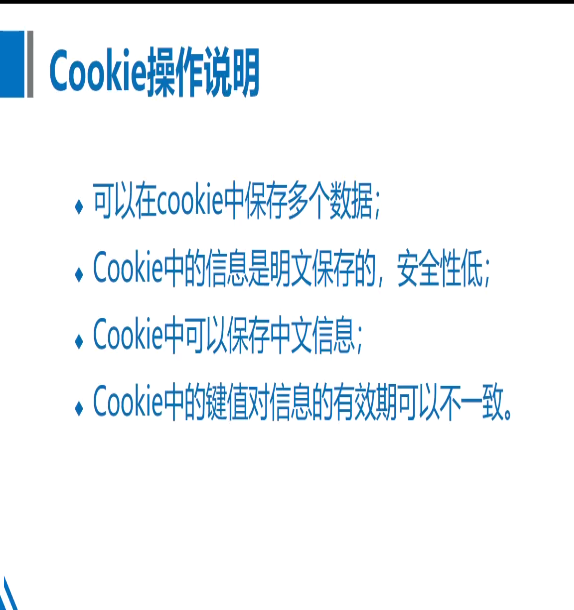 Cookie操作说明
可以在cookie中保存多个数据；
Cookie中的信息是明文保存的，安全性低；
Cookie中可以保存中文信息；
Cookie中的键值对信息的有效期可以不一致。